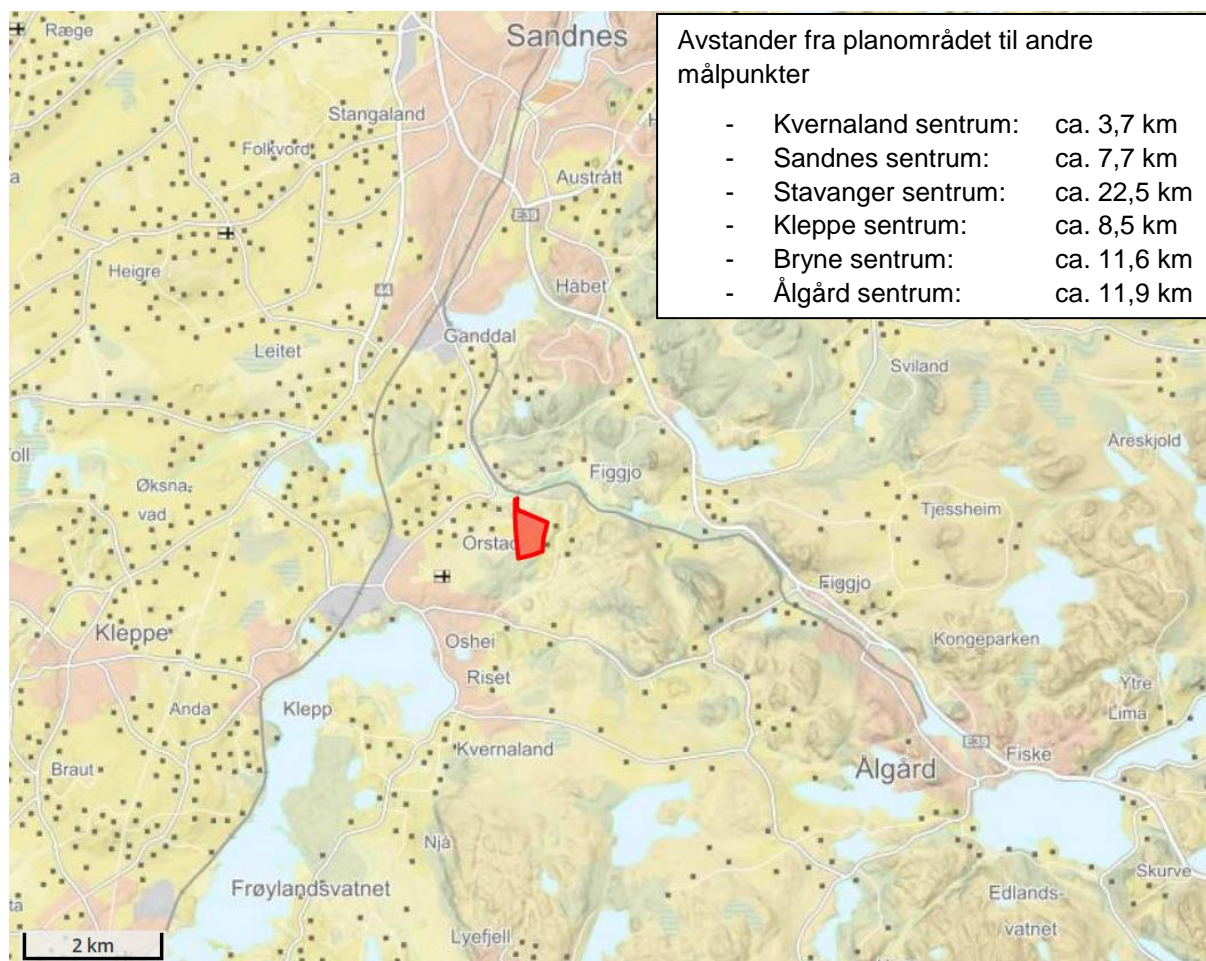 Avstander fra planområdet til andre
målpunkter
- Kvernaland sentrum: ca. 3,7 km
- Sandnes sentrum: ca. 7,7 km
- Stavanger sentrum: ca. 22,5 km
- Kleppe sentrum: ca. 8,5 km
- Bryne sentrum: ca. 11,6 km
- Ålgård sentrum: ca. 11,9 km
Ræge
Sandnes
Stangaland
Folkvord
Austrått
E39
Heigre
44
Håbet
Leitet
Ganddal
Sviland
Åreskjold
Øksna-
vad
Figgjo
Tjessheim
Orstad
Figgjo
Kleppe
Oshei
Kongeparken
Riset
Ytre
Lima
Anda
Klepp
Kvernaland
E39
Fiske
Braut
Ålgård
Njå
Skurve
Frøylandsvatnet
Edlands-
vatnet
Lyefjell
2 km